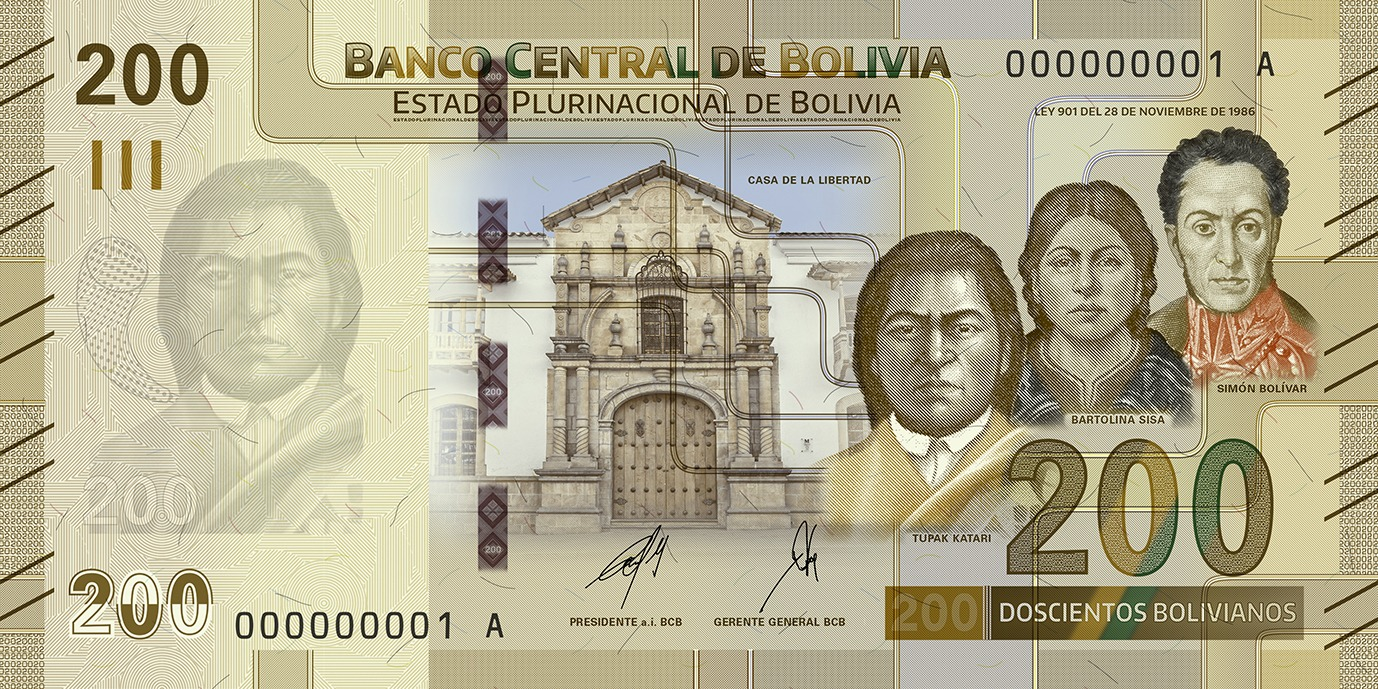 200
BANCO CENTRAL DE BOLIVIA
000000001 A
ESTADO PLURINACIONAL DE BOLIVIA
ESTADOPLURINACIONALDEBOLIVIAESTADOPLURINACIONALDEBOLIVIAESTADOPLURINACIONALDEBOLIVIAESTADOPLURINACIONALDEBOLIVIA
LEY 901 DEL 28 DE NOVIEMBRE DE 1986
200
CASA DE LA LIBERTAD
200
SIMÓN BOLÍVAR
200
BARTOLINA SISA
200
200
TUPAK KATARI
200
200
000000001 A
PRESIDENTE a.i. BCB
GERENTE GENERAL BCB
200
DOSCIENTOS BOLIVIANOS